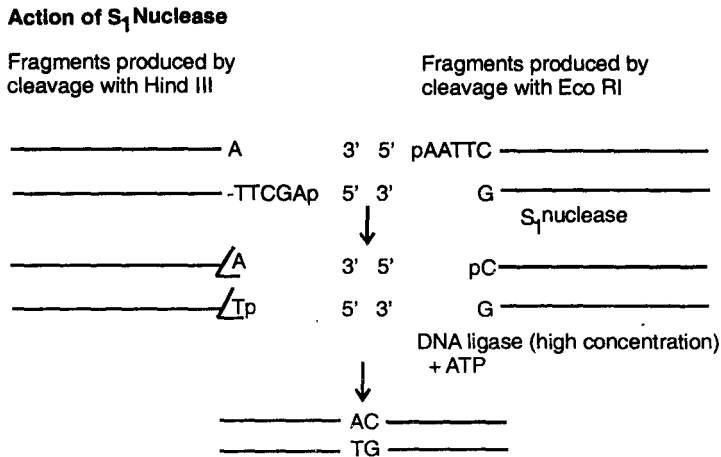 Action of S1 Nuclease
Fragments produced by
cleavage with Hind III
Fragments produced by
cleavage with Eco RI
A 3' 5' pAATTC
-TTCGAp 5' 3' G
S1 nuclease
A 3' 5' pC
Tp 5' 3' G
DNA ligase (high concentration)
+ ATP
AC
TG